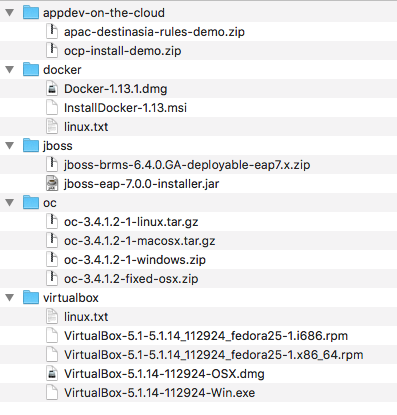 appdev-on-the-cloud
apac-destinasia-rules-demo.zip
ocp-install-demo.zip
docker
Docker-1.13.1.dmg
InstallDocker-1.13.msi
linux.txt
jboss
jboss-brms-6.4.0.GA-deployable-eap7.x.zip
jboss-eap-7.0.0-installer.jar
oc
oc-3.4.1.2-1-linux.tar.gz
oc-3.4.1.2-1-macosx.tar.gz
oc-3.4.1.2-1-windows.zip
oc-3.4.1.2-fixed-osx.zip
virtualbox
linux.txt
VirtualBox-5.1-5.1.14_112924_fedora25-1.i686.rpm
VirtualBox-5.1-5.1.14_112924_fedora25-1.x86_64.rpm
VirtualBox-5.1.14-112924-OSX.dmg
VirtualBox-5.1.14-112924-Win.exe